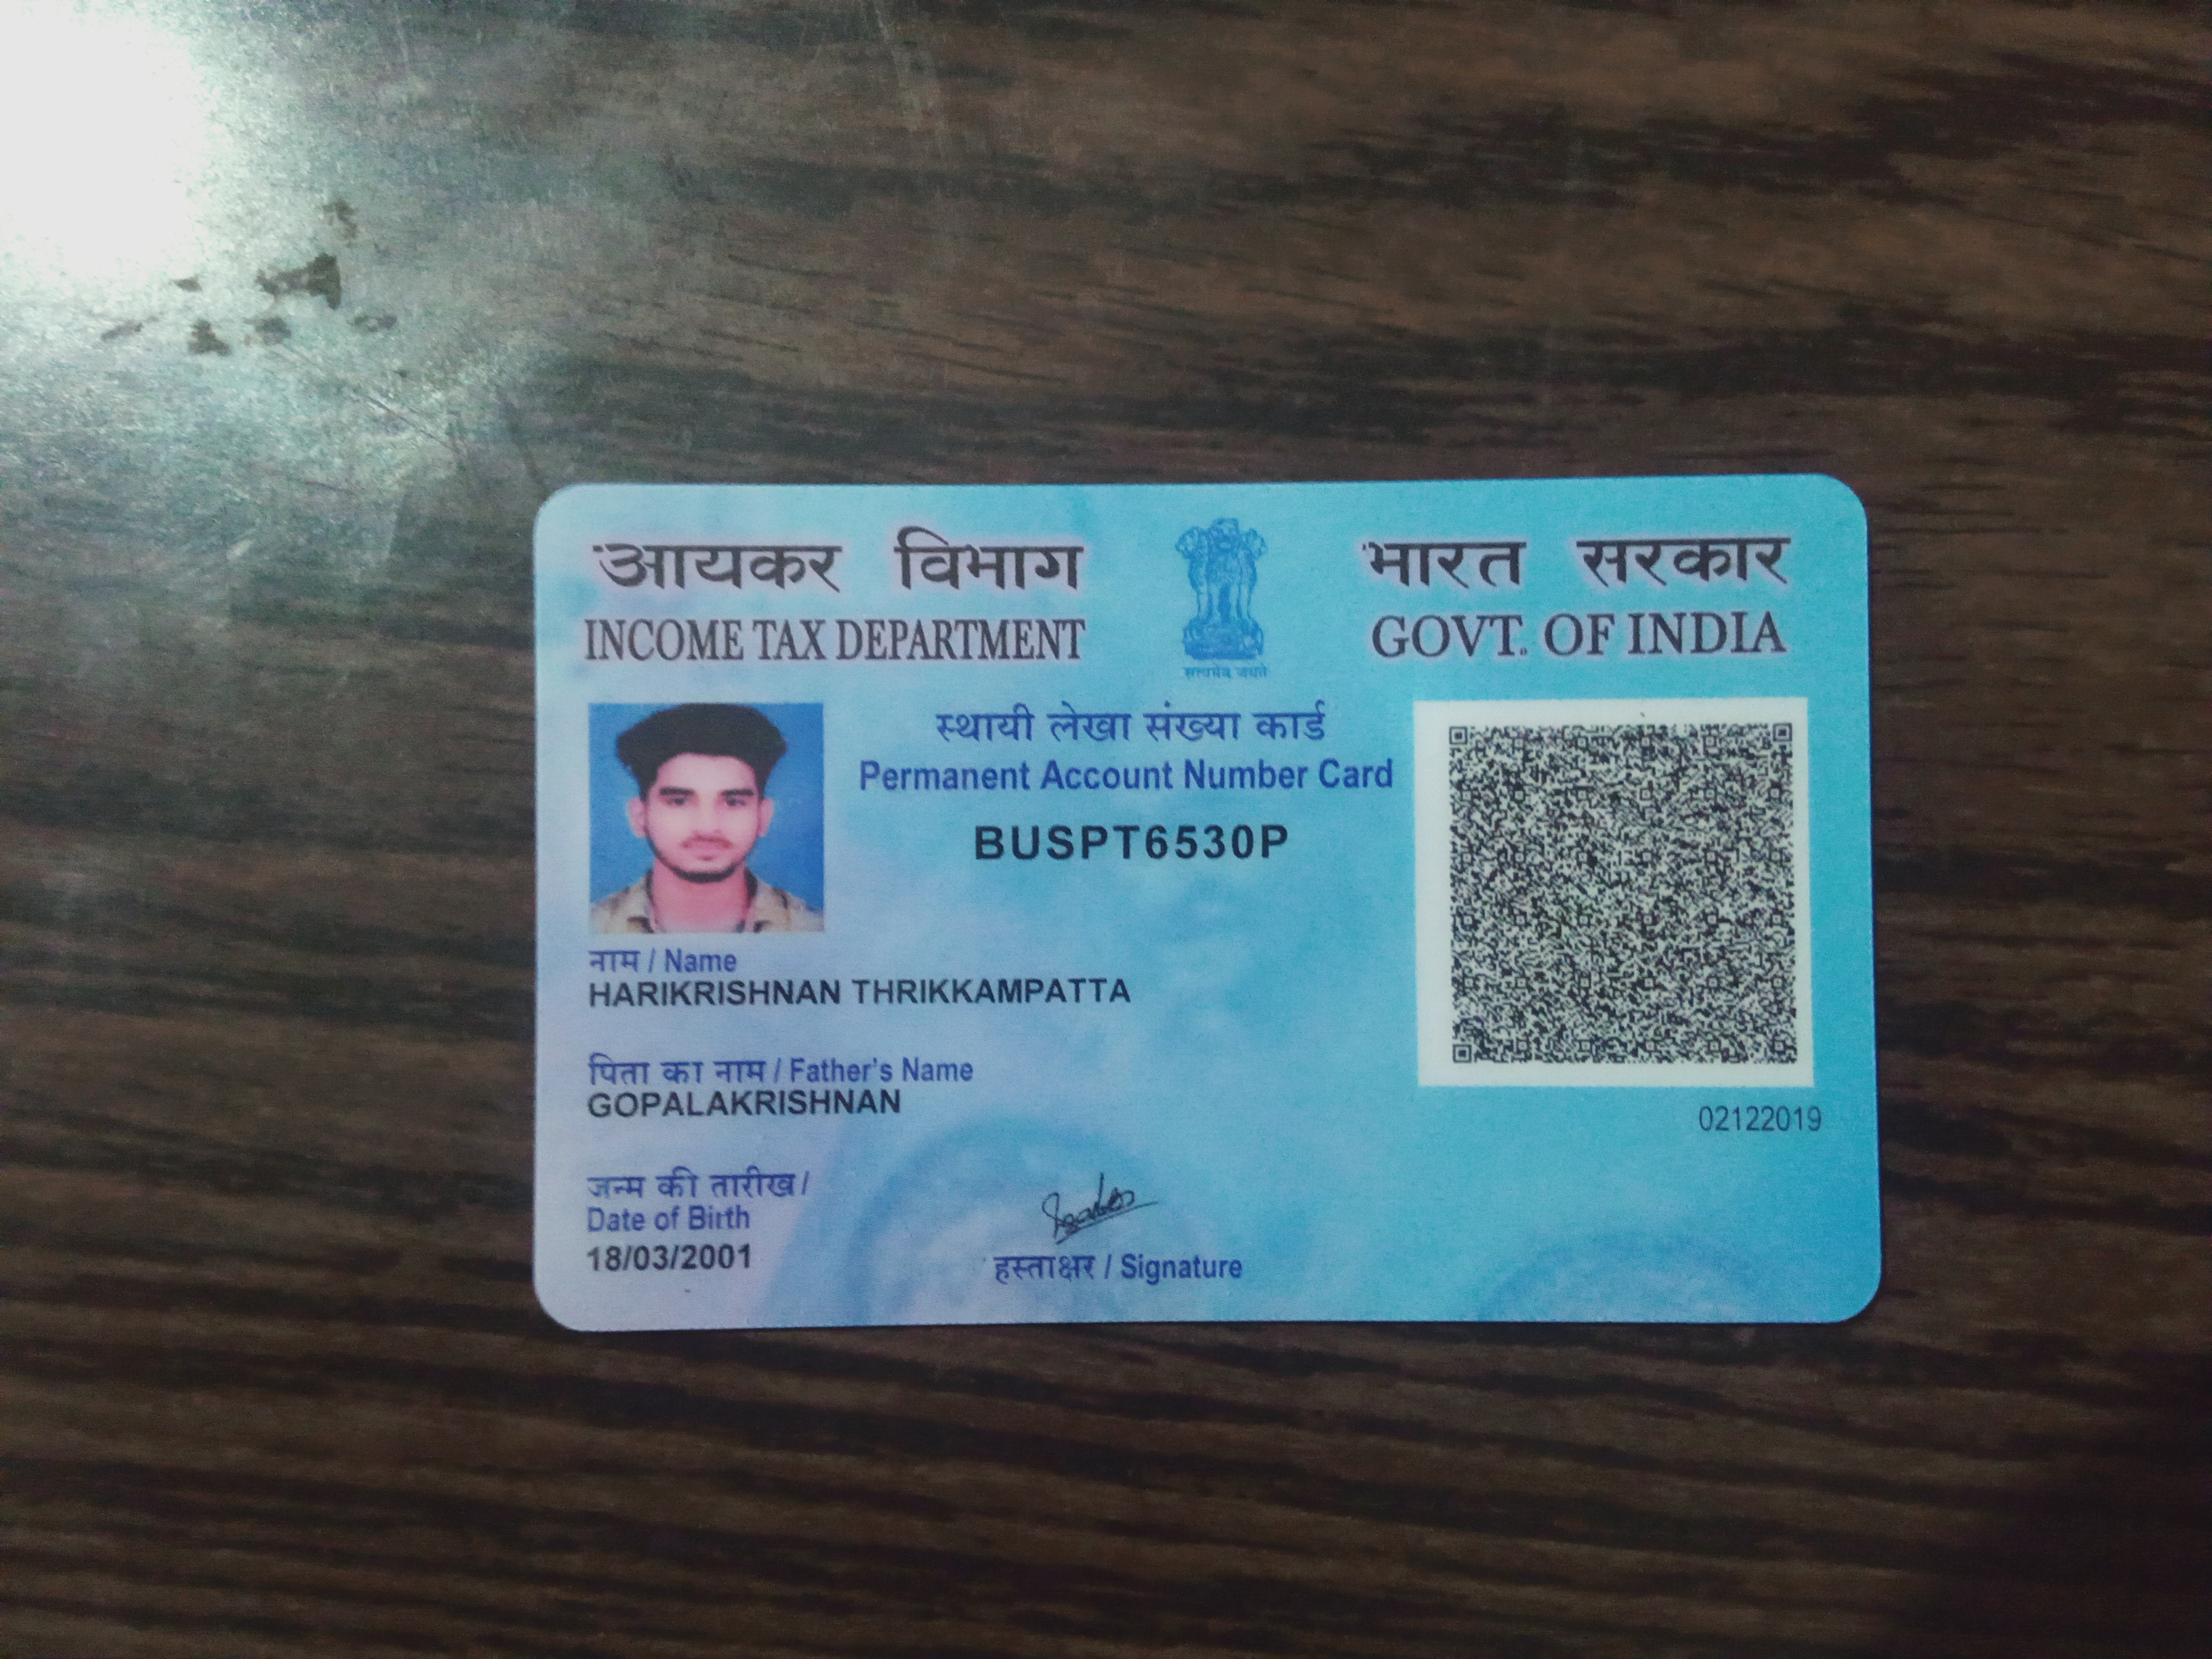 आयकर विभाग
INCOME TAX DEPARTMENT
सत्यमेव जयते
भारत सरकार
GOVT. OF INDIA
स्थायी लेखा संख्या कार्ड
Permanent Account Number Card
BUSPT6530P
नाम / Name
HARIKRISHNAN THRIKKAMPATTA
पिता का नाम / Father's Name
GOPALAKRISHNAN
02122019
जन्म की तारीख /
Date of Birth
18/03/2001
हस्ताक्षर / Signature